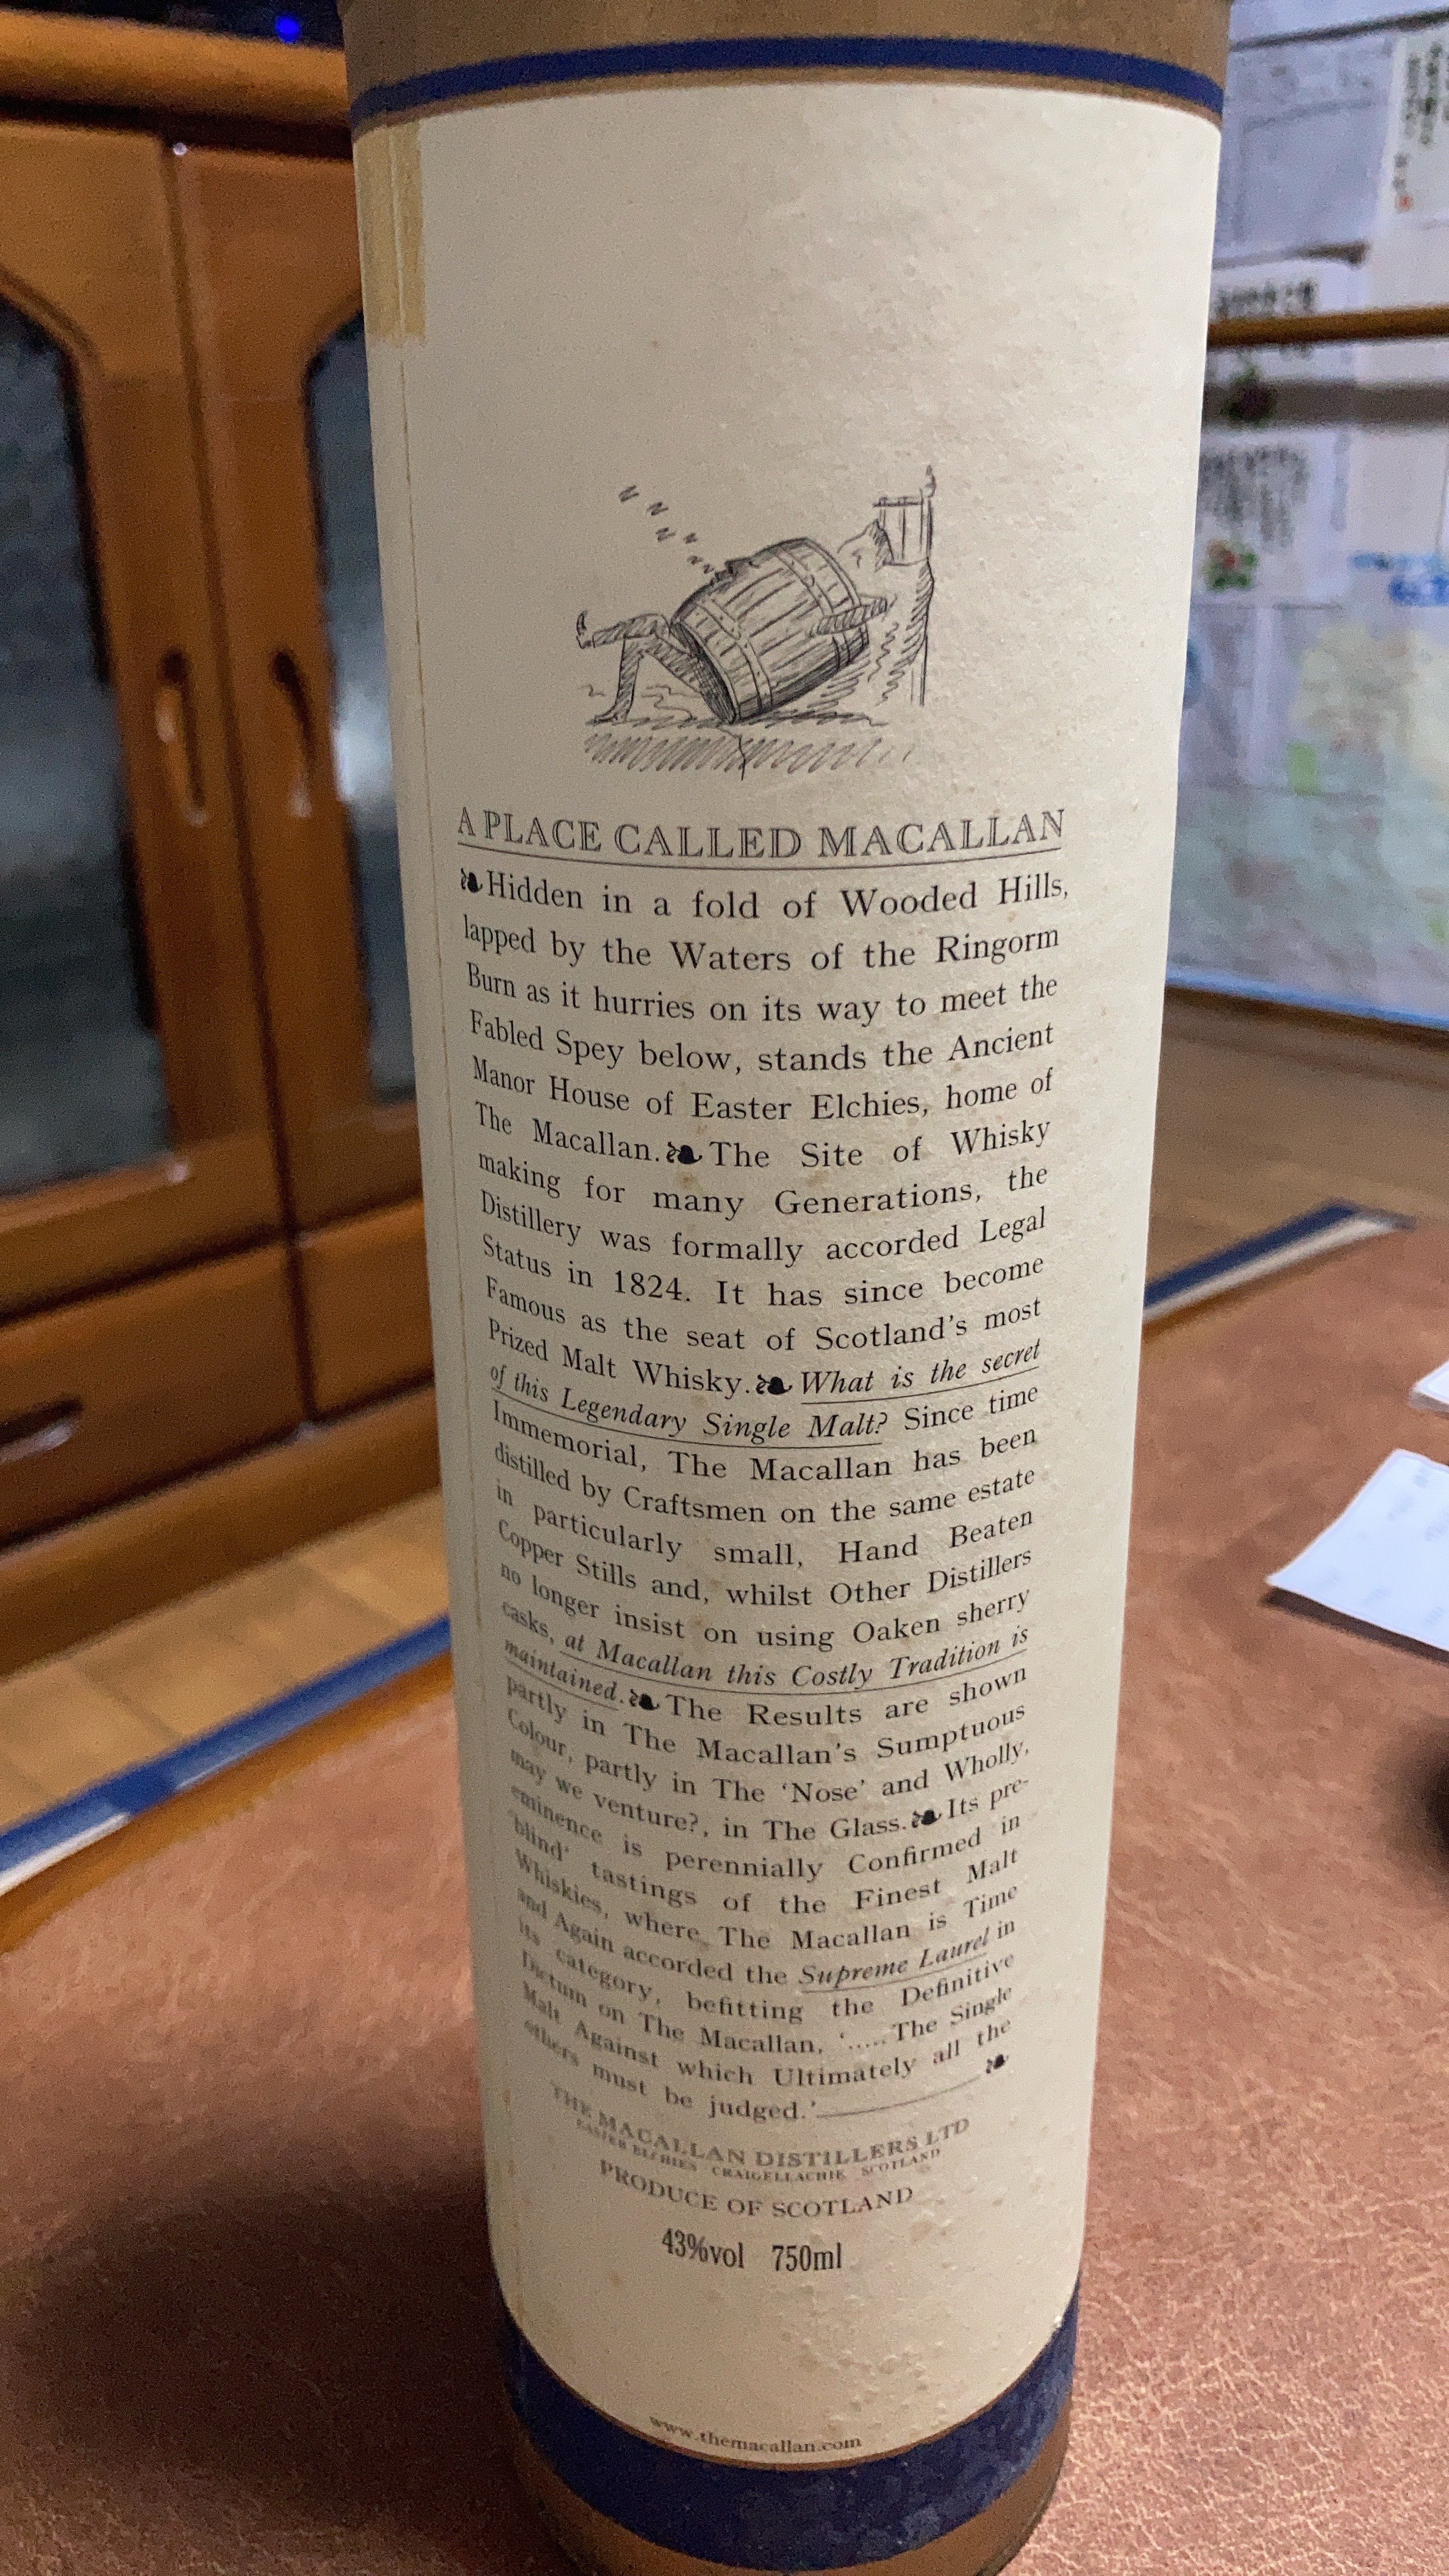 A PLACE CALLED MACALLAN
❧Hidden in a fold of Wooded Hills,
lapped by the Waters of the Ringorm
Burn as it hurries on its way to meet the
Fabled Spey below, stands the Ancient
Manor House of Easter Elchies, home of
The Macallan.❧The Site of Whisky
making for many Generations, the
Distillery was formally accorded Legal
Status in 1824. It has since become
Famous as the seat of Scotland's most
Prized Malt Whisky.❧What is the secret
of this Legendary Single Malt? Since time
Immemorial, The Macallan has been
distilled by Craftsmen on the same estate
in particularly small, Hand Beaten
Copper Stills and, whilst Other Distillers
no longer insist on using Oaken sherry
casks, at Macallan this Costly Tradition is
maintained.❧The Results are shown
partly in The Macallan's Sumptuous
Colour, partly in The 'Nose' and Wholly,
may we venture?, in The Glass.❧Its pre-
eminence is perennially Confirmed in
'blind' tastings of the Finest Malt
Whiskies, where The Macallan is Time
and Again accorded the Supreme Laurel in
its category, befitting the Definitive
Dictum on The Macallan, '.....The Single
Malt Against which Ultimately all the
others must be judged.'
THE MACALLAN DISTILLERS LTD
EASTER ELCHIES CRAIGELLACHIE SCOTLAND
PRODUCE OF SCOTLAND
43%vol 750ml
www.themacallan.com